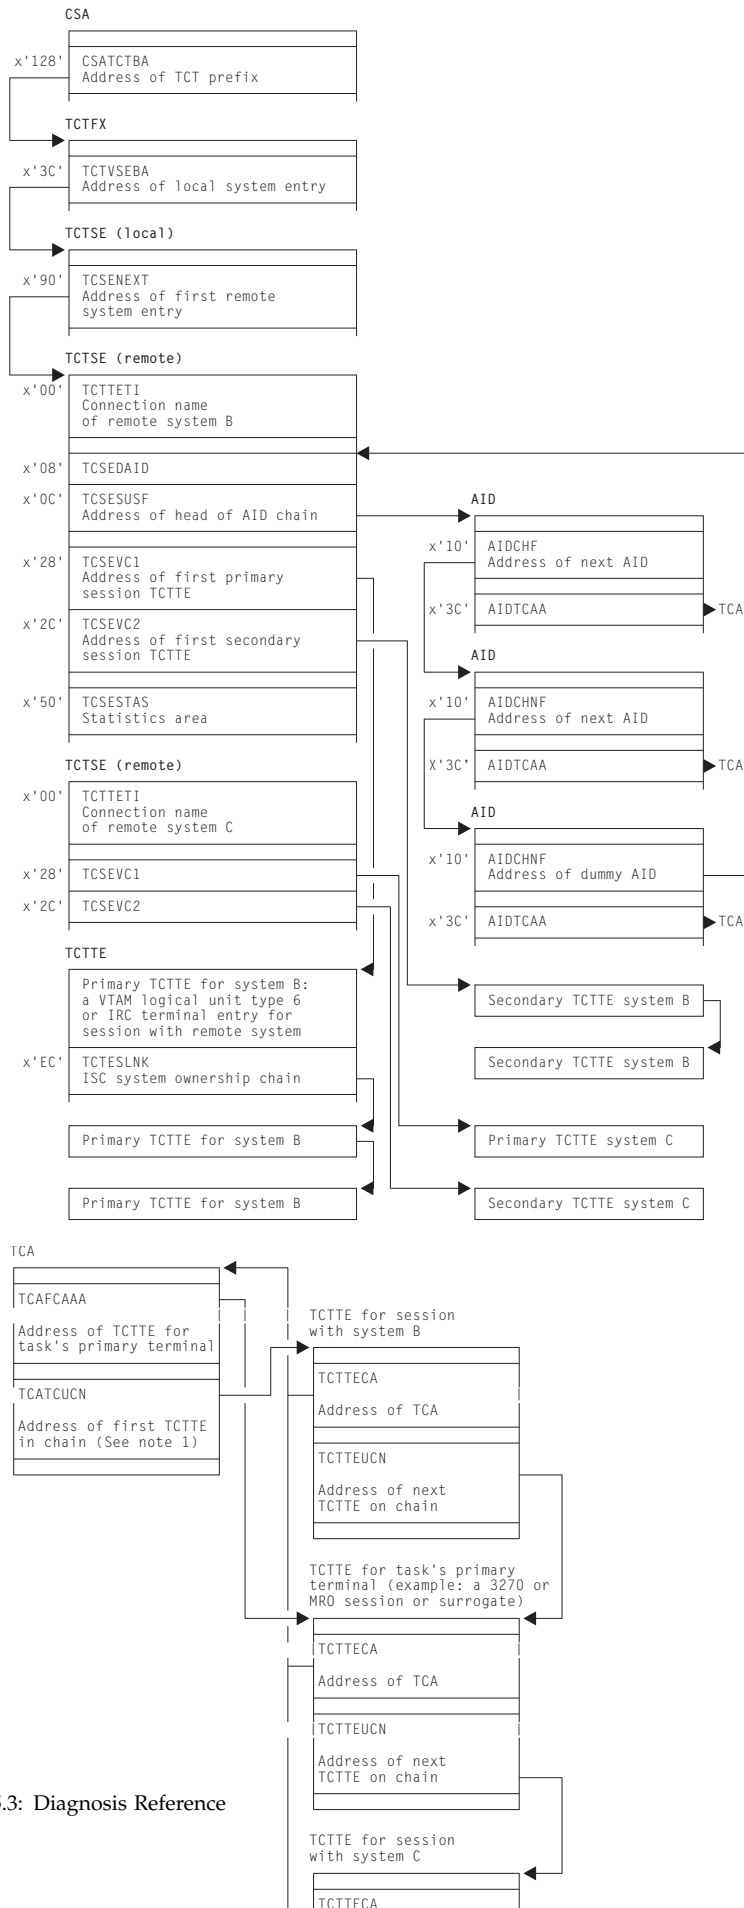 CSA
x'128' CSATCTBA
Address of TCT prefix
TCTFX
x'3C' TCTVSEBA
Address of local system entry
TCTSE (local)
x'90' TCSENEXT
Address of first remote
system entry
TCTSE (remote)
x'00' TCTTETI
Connection name
of remote system B
x'08' TCSEDAID
x'0C' TCSESUSF
Address of head of AID chain
x'28' TCSEVC1
Address of first primary
session TCTTE
x'2C' TCSEVC2
Address of first secondary
session TCTTE
x'50' TCSESTAS
Statistics area
AID
x'10' AIDCHF
Address of next AID
x'3C' AIDTCAA TCA
AID
x'10' AIDCHNF
Address of next AID
X'3C’ AIDTCAA TCA
AID
x'10' AIDCHNF
Address of dummy AID
x'3C' AIDTCAA TCA
TCTSE (remote)
x'00' TCTTETI
Connection name
of remote system C
x'28' TCSEVC1
x'2C' TCSEVC2
TCTTE
Primary TCTTE for system B:
a VTAM logical unit type 6
or IRC terminal entry for
session with remote system
x'EC' TCTESLNK
ISC system ownership chain
Primary TCTTE for system B
Primary TCTTE for system B
Secondary TCTTE system B
Secondary TCTTE system B
Primary TCTTE system C
Secondary TCTTE system C
TCA
TCAFCAAA
Address of TCTTE for
task's primary terminal
TCATCUCN
Address of first TCTTE
in chain (See note 1)
TCTTE for session
with system B
TCTTECA
Address of TCA
TCTTEUCN
Address of next
TCTTE on chain
TCTTE for task's primary
terminal (example: a 3270 or
MRO session or surrogate)
TCTTECA
Address of TCA
TCTTEUCN
Address of next
TCTTE on chain
5.3: Diagnosis Reference
TCTTE for session
with system C
TCTTECA